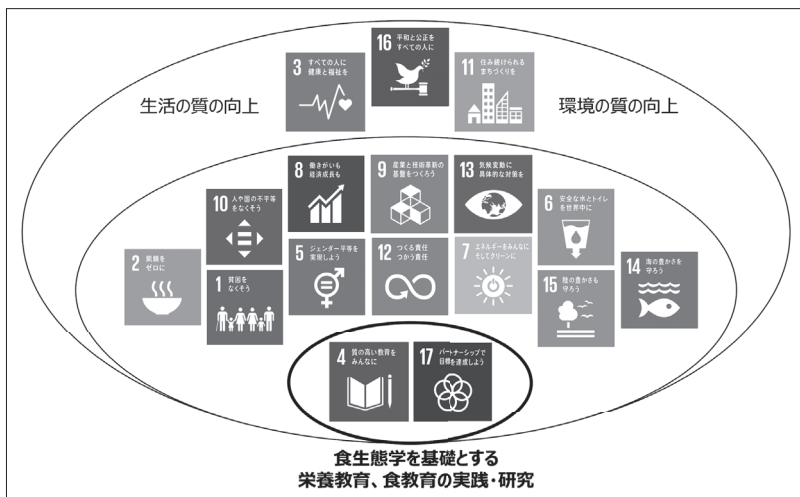 16 平和と公正を
すべての人に
3 すべての人に
健康と福祉を
11 住み続けられる
まちづくりを
生活の質の向上
環境の質の向上
8 働きがいも
経済成長も
9 産業と技術革新の
基盤をつくろう
13 気候変動に
具体的な対策を
10 人や国の不平等
をなくそう
6 安全な水とトイレ
を世界中に
2 飢餓を
ゼロに
1 貧困を
なくそう
5 ジェンダー平等を
実現しよう
12 つくる責任
つかう責任
7 エネルギーをみんなに
そしてクリーンに
15 陸の豊かさも
守ろう
14 海の豊かさを
守ろう
4 質の高い教育を
みんなに
17 パートナーシップで
目標を達成しよう
食生態学を基礎とする
栄養教育、食教育の実践・研究